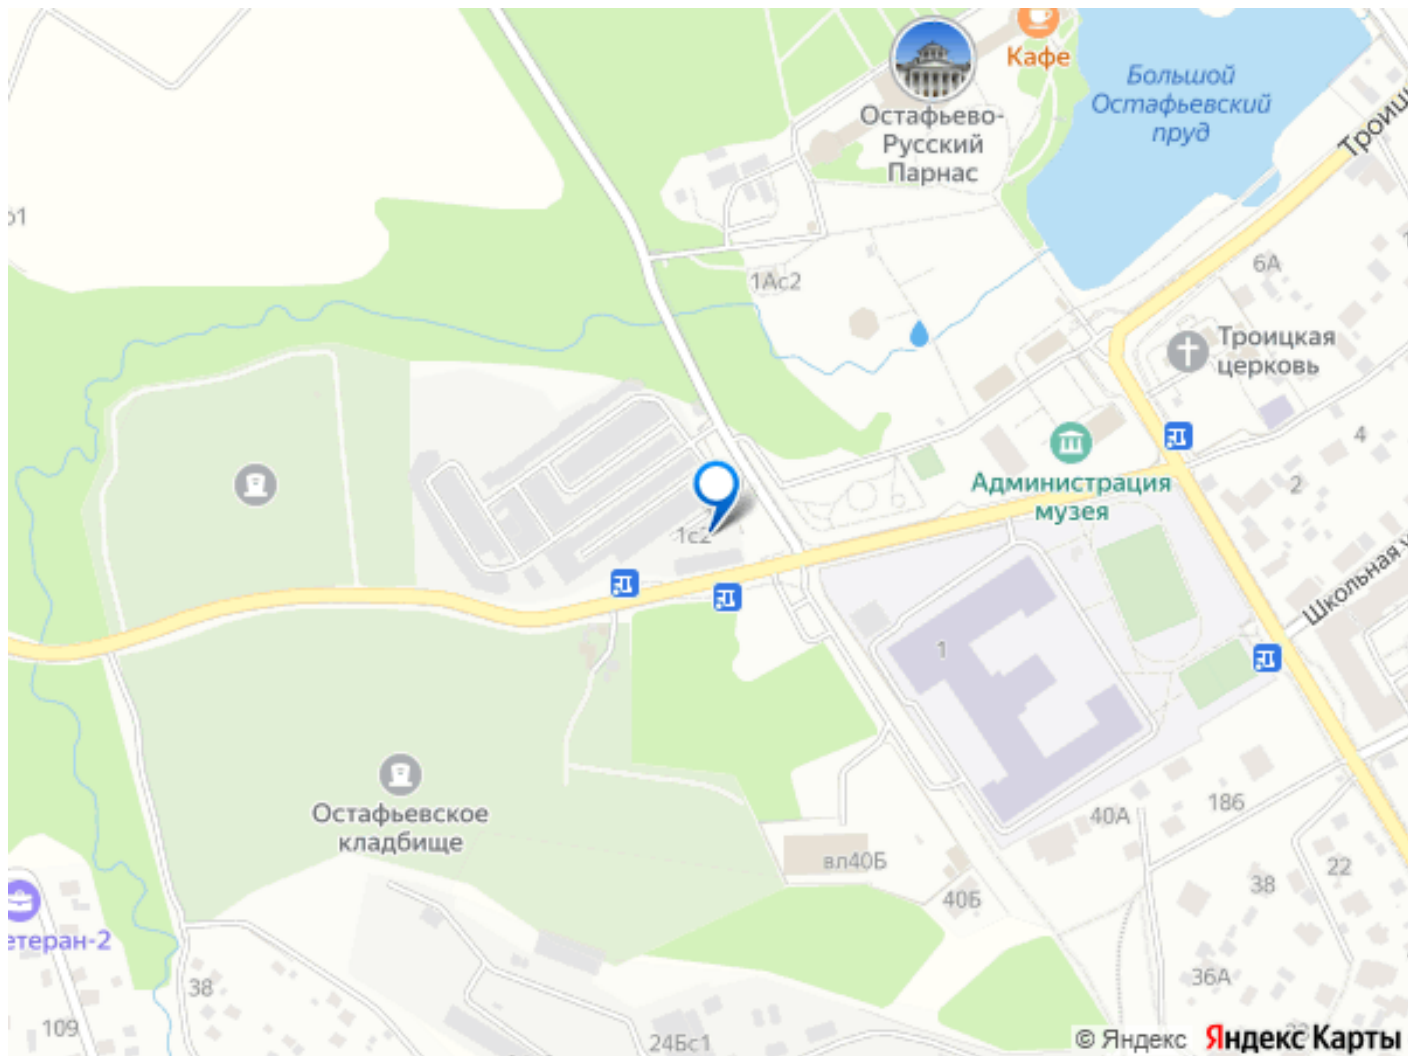 Кафе
Большой
Остафьевский
пруд
Остафьево-
Русский
Парнас
Троиц
6А
1Ас2
Троицкая
церковь
4
2
Администрация
музея
1с2
Школьная
1
Остафьевское
кладбище
40А
18б
вл40Б
22
38
40Б
етеран-2
36А
38
109
24Бс1
© Яндекс
Яндекс Карты